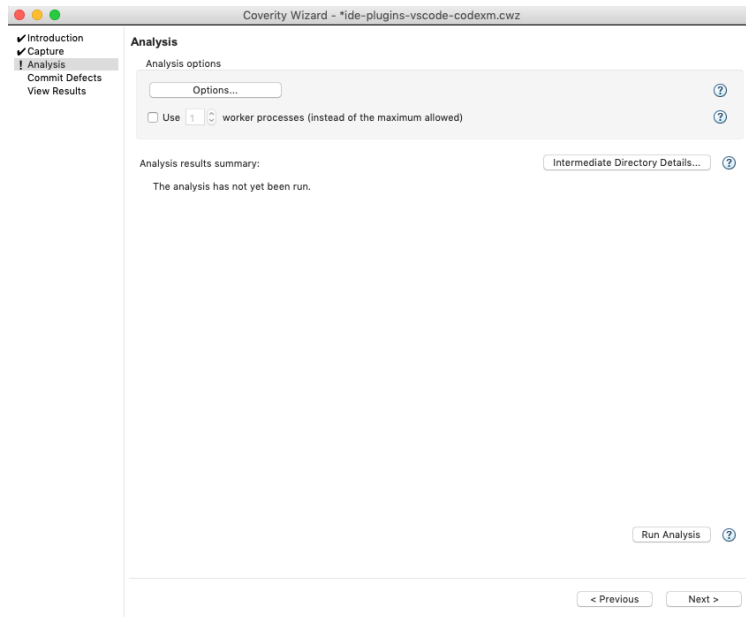 Coverity Wizard - *ide-plugins-vscode-codexm.cwz
✔Introduction
✔Capture
! Analysis
Commit Defects
View Results
Analysis
Analysis options
Options...
?
Use 1 worker processes (instead of the maximum allowed)
?
Analysis results summary:
Intermediate Directory Details...
?
The analysis has not yet been run.
Run Analysis
?
< Previous
Next >